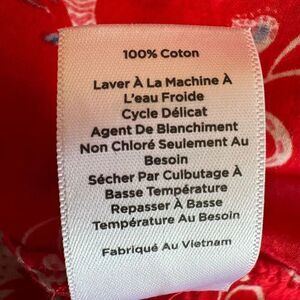 100% Coton
Laver À La Machine À
L'eau Froide
Cycle Délicat
Agent De Blanchiment
Non Chloré Seulement Au
Besoin
Sécher Par Culbutage À
Basse Température
Repasser À Basse
Température Au Besoin
Fabriqué Au Vietnam